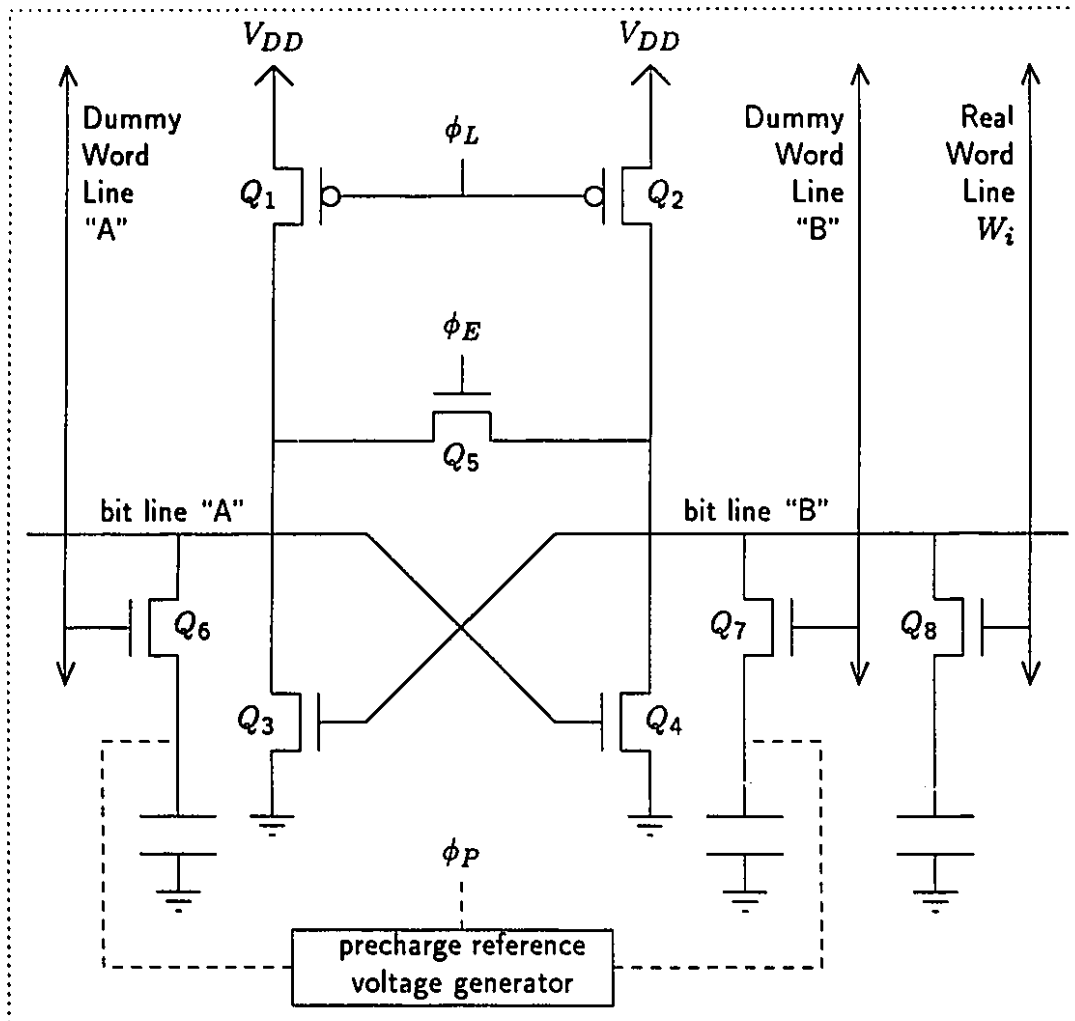 V_DD
V_DD
Dummy
Word
Line
"A"
ϕ_L
Dummy
Word
Line
"B"
Real
Word
Line
W_i
Q_1
Q_2
ϕ_E
Q_5
bit line "A"
bit line "B"
Q_6
Q_7
Q_8
Q_3
Q_4
ϕ_P
precharge reference
voltage generator